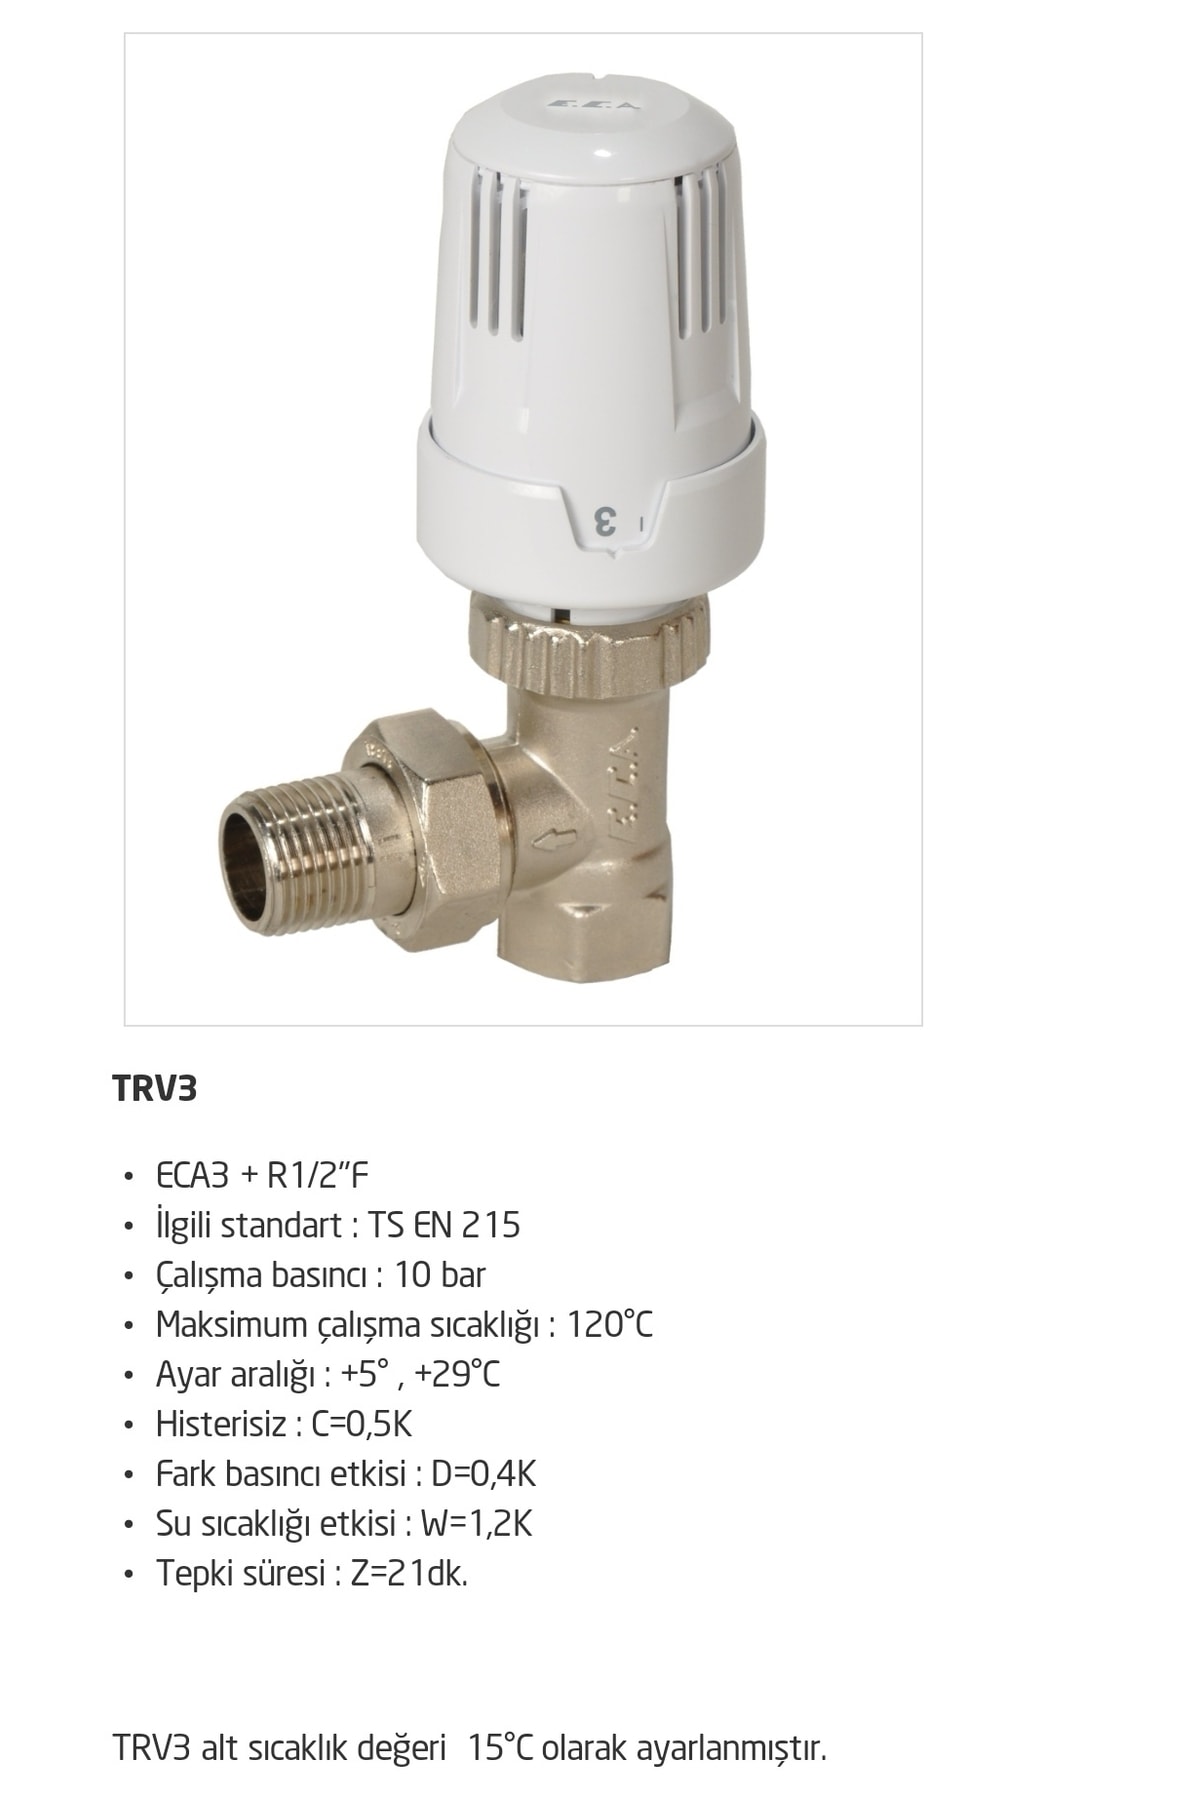 E.C.A
3
E.C.A
TRV3
• ECA3 + R1/2”F
• İlgili standart : TS EN 215
• Çalışma basıncı : 10 bar
• Maksimum çalışma sıcaklığı : 120°C
• Ayar aralığı : +5° , +29°C
• Histerisiz : C=0,5K
• Fark basıncı etkisi : D=0,4K
• Su sıcaklığı etkisi : W=1,2K
• Tepki süresi : Z=21dk.
TRV3 alt sıcaklık değeri 15°C olarak ayarlanmıştır.